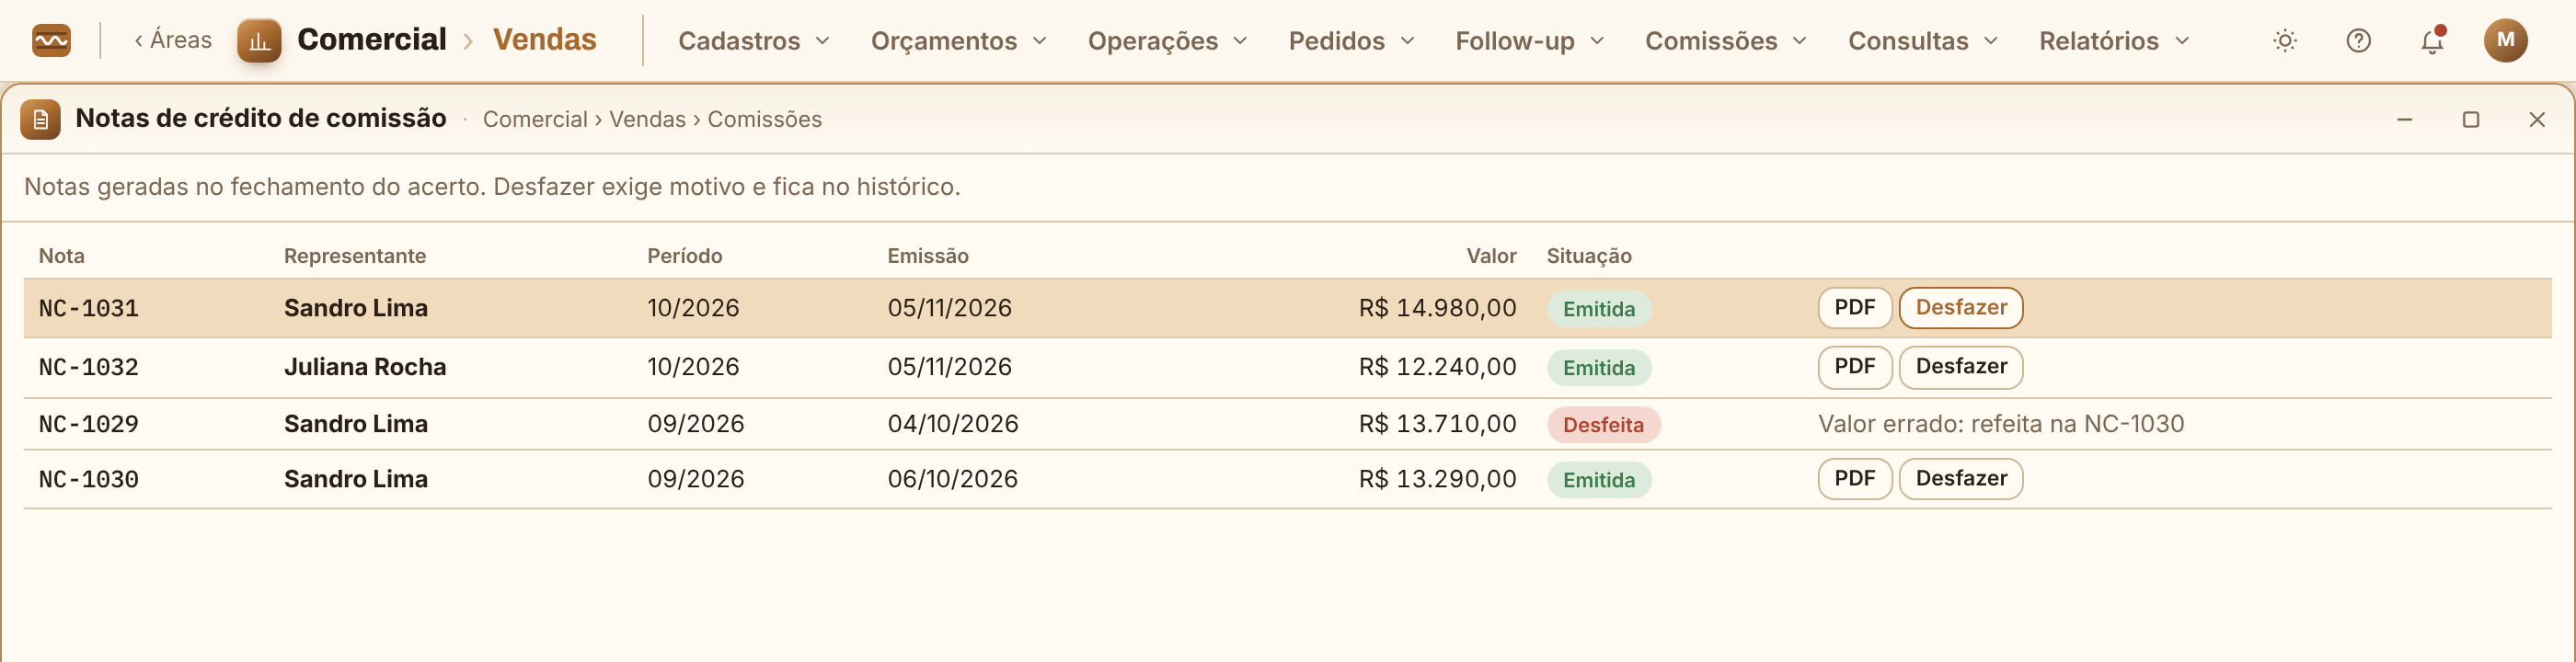 ‹ Áreas Comercial › Vendas Cadastros Orçamentos Operações Pedidos Follow-up Comissões Consultas Relatórios M
Notas de crédito de comissão · Comercial › Vendas › Comissões
Notas geradas no fechamento do acerto. Desfazer exige motivo e fica no histórico.
Nota Representante Período Emissão Valor Situação
NC-1031 Sandro Lima 10/2026 05/11/2026 R$ 14.980,00 Emitida PDF Desfazer
NC-1032 Juliana Rocha 10/2026 05/11/2026 R$ 12.240,00 Emitida PDF Desfazer
NC-1029 Sandro Lima 09/2026 04/10/2026 R$ 13.710,00 Desfeita Valor errado: refeita na NC-1030
NC-1030 Sandro Lima 09/2026 06/10/2026 R$ 13.290,00 Emitida PDF Desfazer